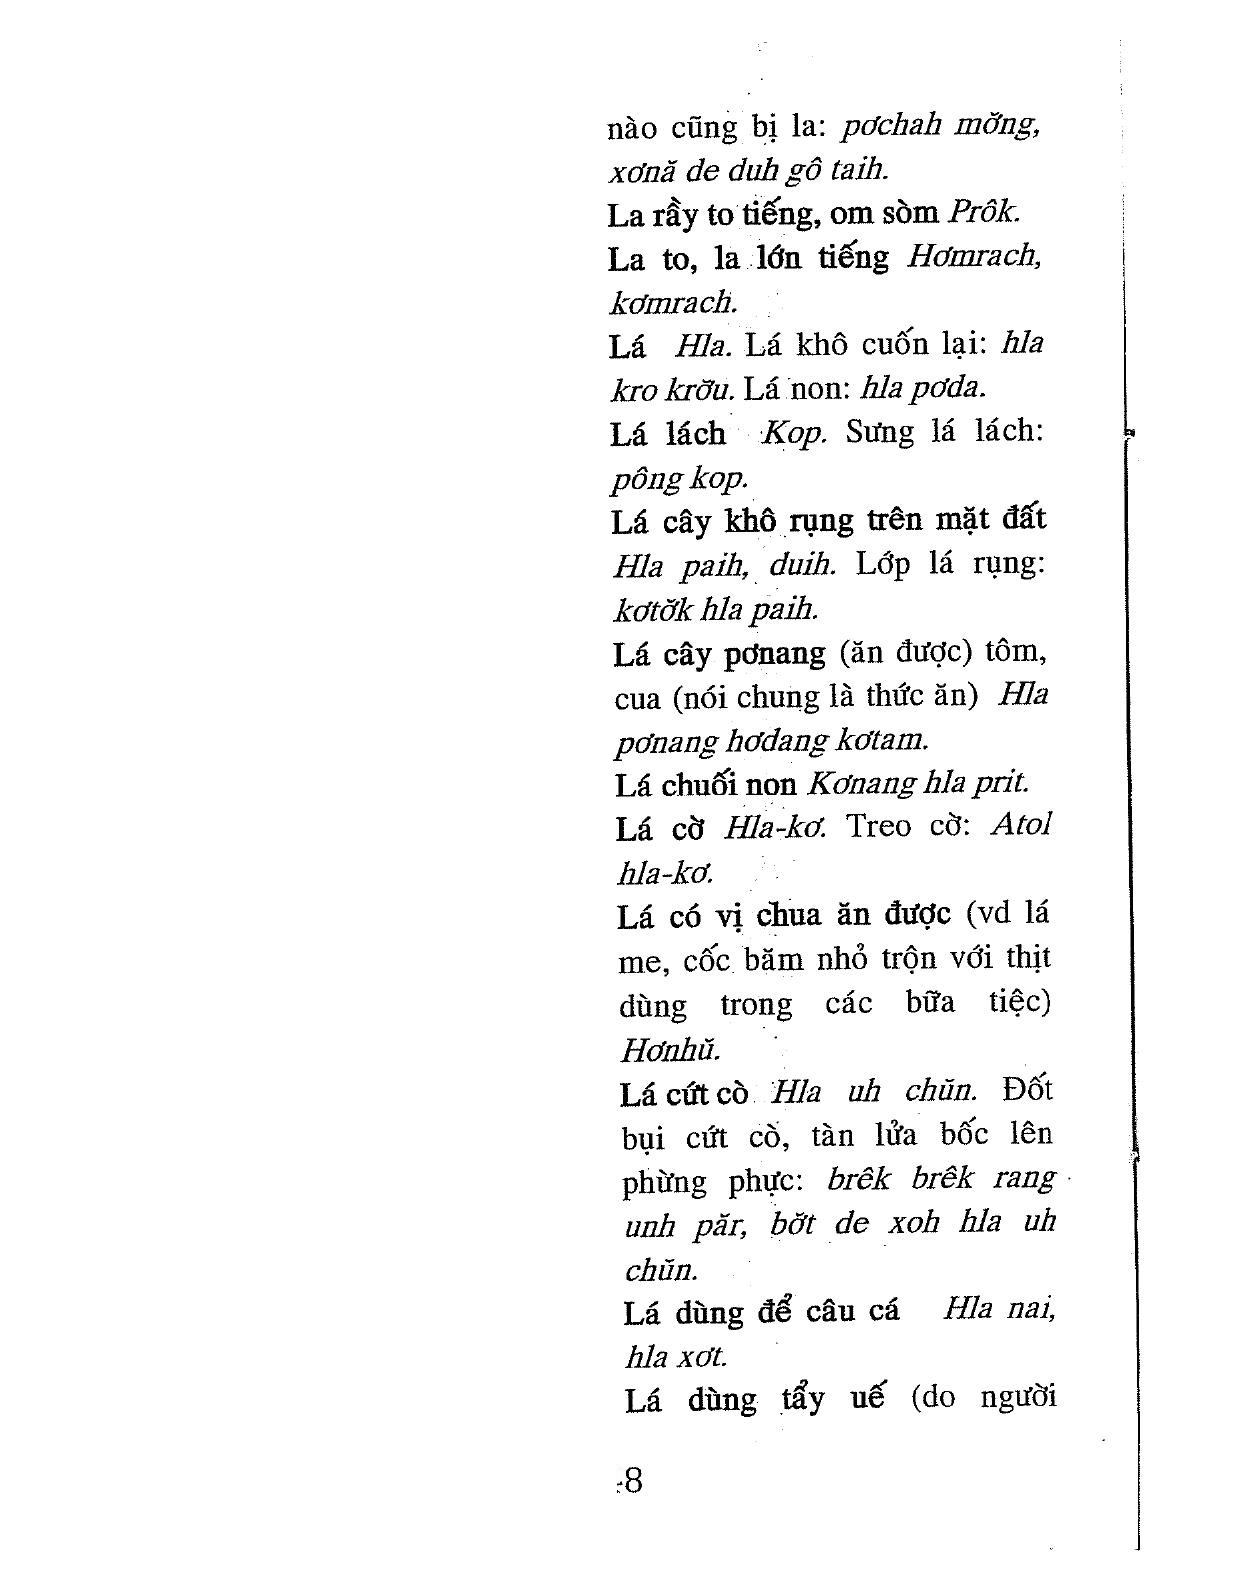 nào cũng bị la: pơchah mơ̆ng,
xơnă de duh gô taih.
La rầy to tiếng, om sòm Prôk.
La to, la lớn tiếng Hơmrach,
kơmrach.
Lá Hla. Lá khô cuốn lại: hla
kro krơ̆u. Lá non: hla pơda.
Lá lách Kop. Sưng lá lách:
pông kop.
Lá cây khô rụng trên mặt đất
Hla paih, duih. Lớp lá rụng:
kơtơ̆k hla paih.
Lá cây pơnang (ăn được) tôm,
cua (nói chung là thức ăn) Hla
pơnang hơdang kơtam.
Lá chuối non Kơnang hla prit.
Lá cờ Hla-kơ. Treo cờ: Atol
hla-kơ.
Lá có vị chua ăn được (vd lá
me, cốc băm nhỏ trộn với thịt
dùng trong các bữa tiệc)
Hơnhŭ.
Lá cứt cò Hla uh chŭn. Đốt
bụi cứt cò, tàn lửa bốc lên
phừng phực: brêk brêk rang
unh păr, bơ̆t de xoh hla uh
chŭn.
Lá dùng để câu cá Hla nai,
hla xơt.
Lá dùng tẩy uế (do người
8